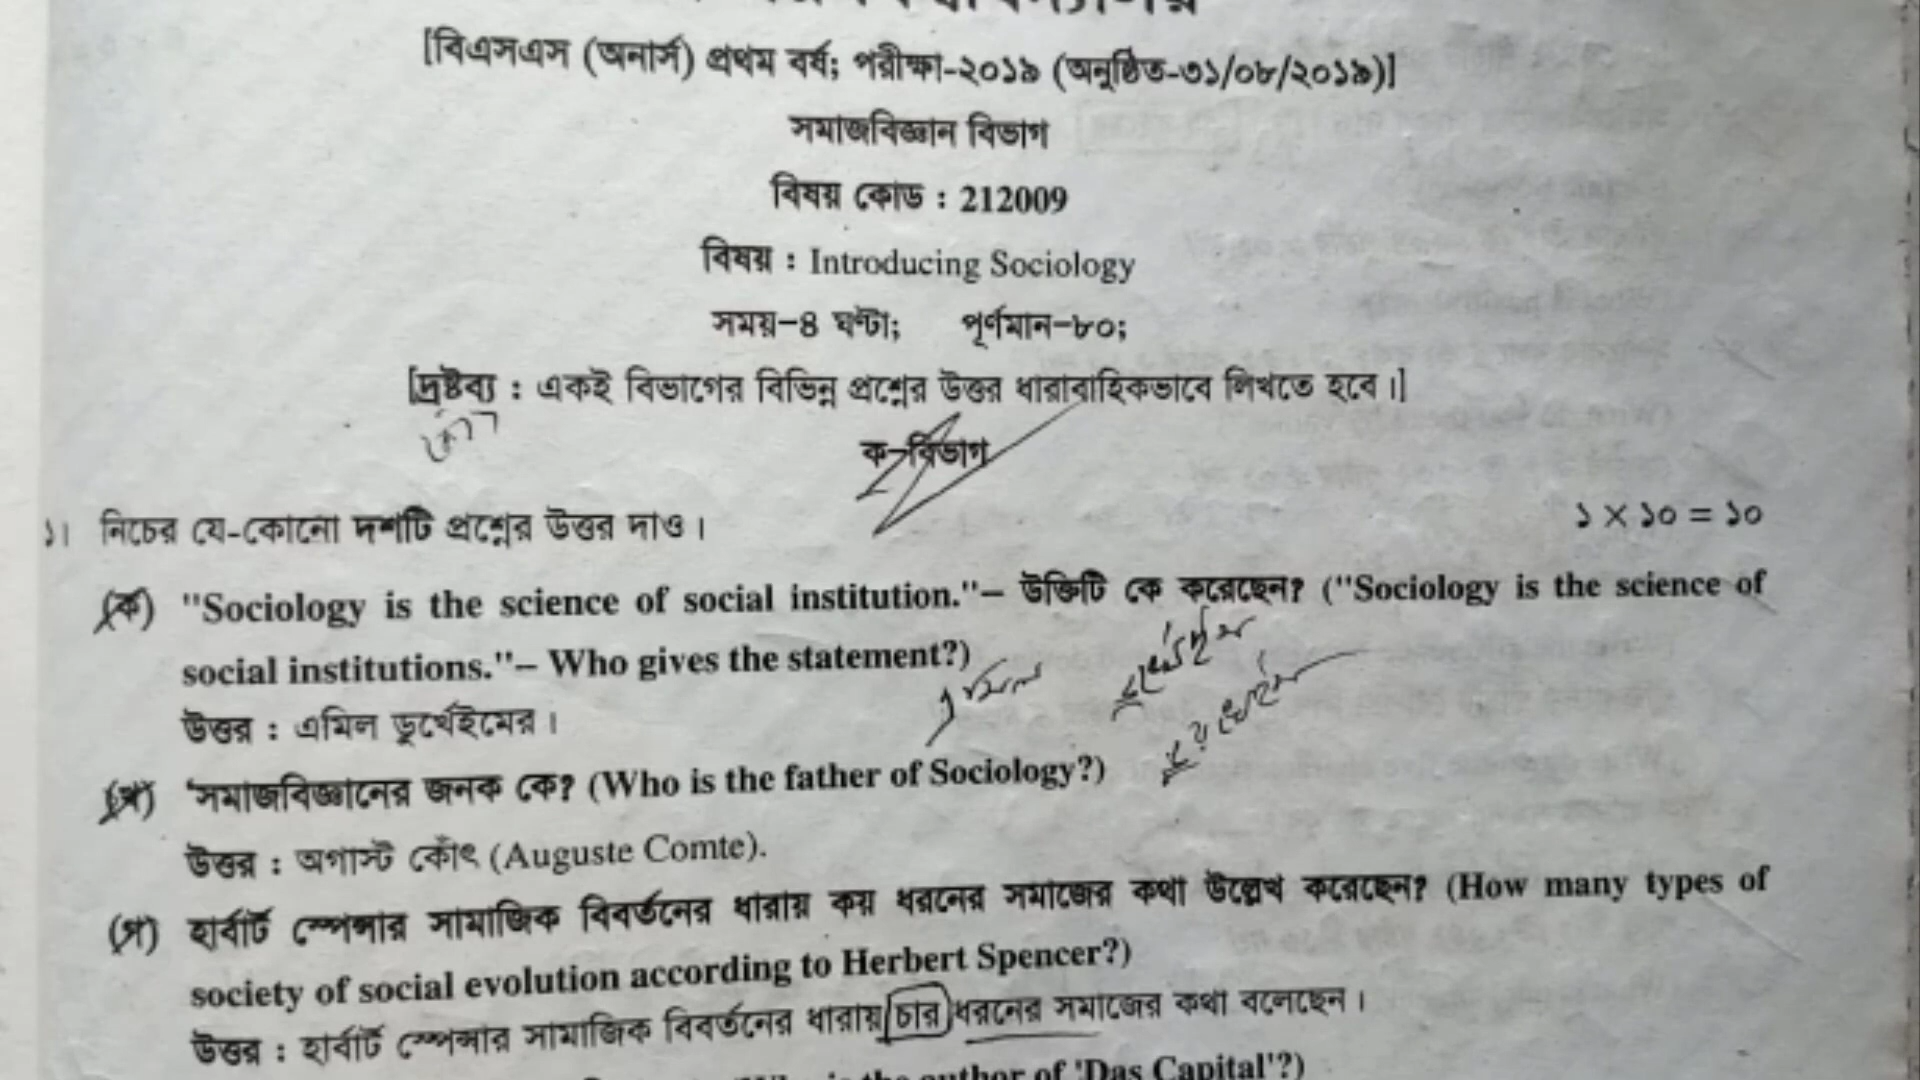 [বিএসএস (অনার্স) প্রথম বর্ষ; পরীক্ষা-২০১৯ (অনুষ্ঠিত-৩১/০৮/২০১৯)]
সমাজবিজ্ঞান বিভাগ
বিষয় কোড : 212009
বিষয় : Introducing Sociology
সময়-৪ ঘণ্টা; পূর্ণমান-৮০;
[দ্রষ্টব্য : একই বিভাগের বিভিন্ন প্রশ্নের উত্তর ধারাবাহিকভাবে লিখতে হবে।]
ক-বিভাগ
১। নিচের যে-কোনো দশটি প্রশ্নের উত্তর দাও। ১ × ১০ = ১০
(ক) "Sociology is the science of social institution."– উক্তিটি কে করেছেন? ("Sociology is the science of
social institutions."– Who gives the statement?)
উত্তর : এমিল ডুর্খেইমের।
(খ) 'সমাজবিজ্ঞানের জনক কে? (Who is the father of Sociology?)
উত্তর : অগাস্ট কোঁৎ (Auguste Comte).
(গ) হার্বার্ট স্পেন্সার সামাজিক বিবর্তনের ধারায় কয় ধরনের সমাজের কথা উল্লেখ করেছেন? (How many types of
society of social evolution according to Herbert Spencer?)
উত্তর : হার্বার্ট স্পেন্সার সামাজিক বিবর্তনের ধারায় চার ধরনের সমাজের কথা বলেছেন।
the author of 'Das Capital'?)